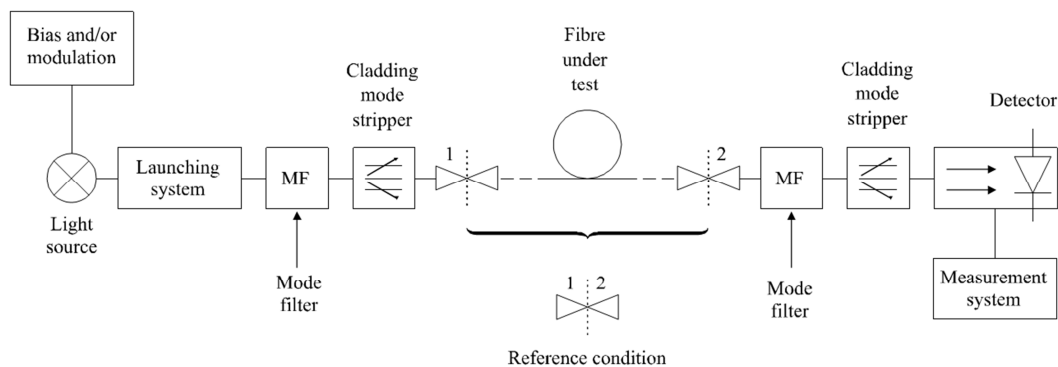 Bias and/or
modulation
Light
source
Launching
system
MF
Mode
filter
Cladding
mode
stripper
1
Fibre
under
test
2
MF
Mode
filter
Cladding
mode
stripper
Detector
Measurement
system
1 2
Reference condition